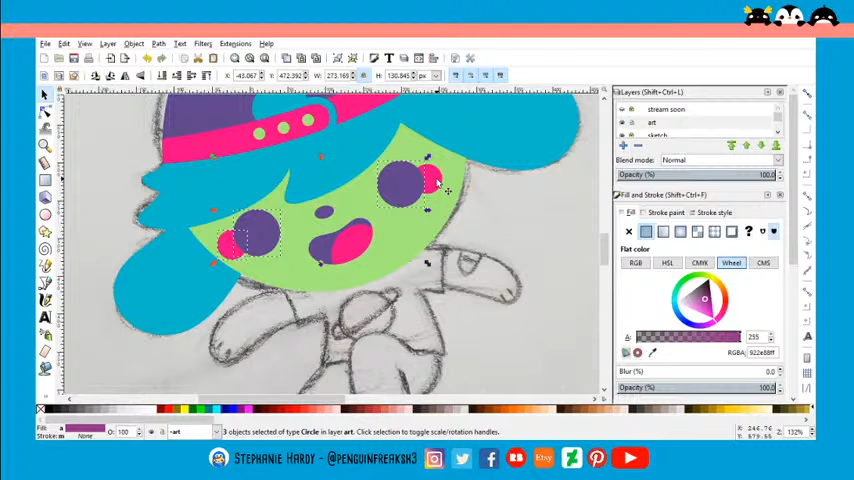 File Edit View Layer Object Path Text Filters Extensions Help
X: -43.067 Y: 472.392 W: 273.165 H: 130.845 px
Layers (Shift+L)
stream soon
art
sketch
Blend mode: Normal
Opacity (%) 100.0
Fill and Stroke (Shift+Ctrl+F)
Fill Stroke paint Stroke style
Flat color
RGB HSL CMYK Wheel CMS
A: 255
RGBA: 922e88ff
Blur (%) 0.0
Opacity (%) 100.0
Fill: a
Stroke: m None
O: 100
-art
3 objects selected of type Circle in layer art. Click selection to toggle scale/rotation handles.
X: 246.76
Y: 579.55
Z: 132%
Stephanie Hardy - @penguinfreaksh3
Etsy